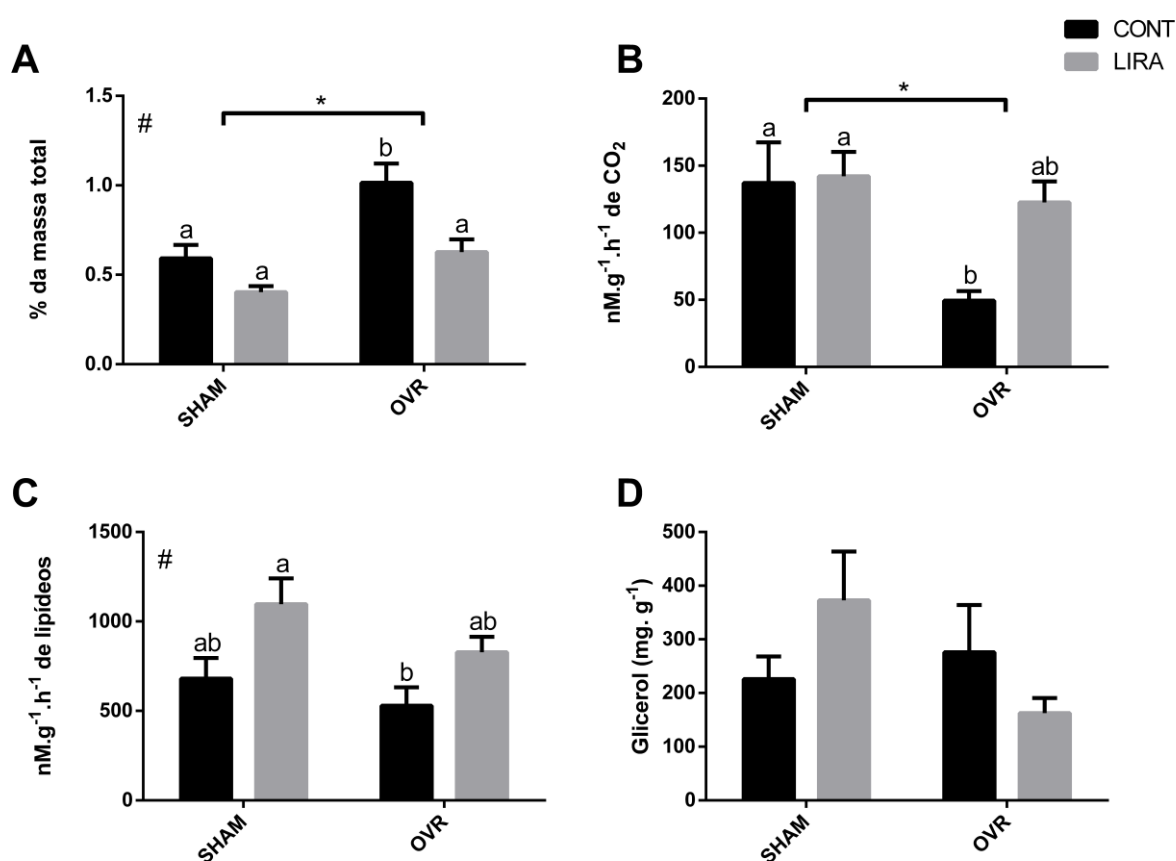 CONT
LIRA
A
% da massa total
1.5
1.0
0.5
0.0
#
*
a
a
b
a
SHAM
OVR
B
nM.g⁻¹.h⁻¹ de CO₂
200
150
100
50
0
*
a
a
b
ab
SHAM
OVR
C
nM.g⁻¹.h⁻¹ de lipídeos
1500
1000
500
0
#
ab
a
b
ab
SHAM
OVR
D
Glicerol (mg. g⁻¹)
500
400
300
200
100
0
SHAM
OVR